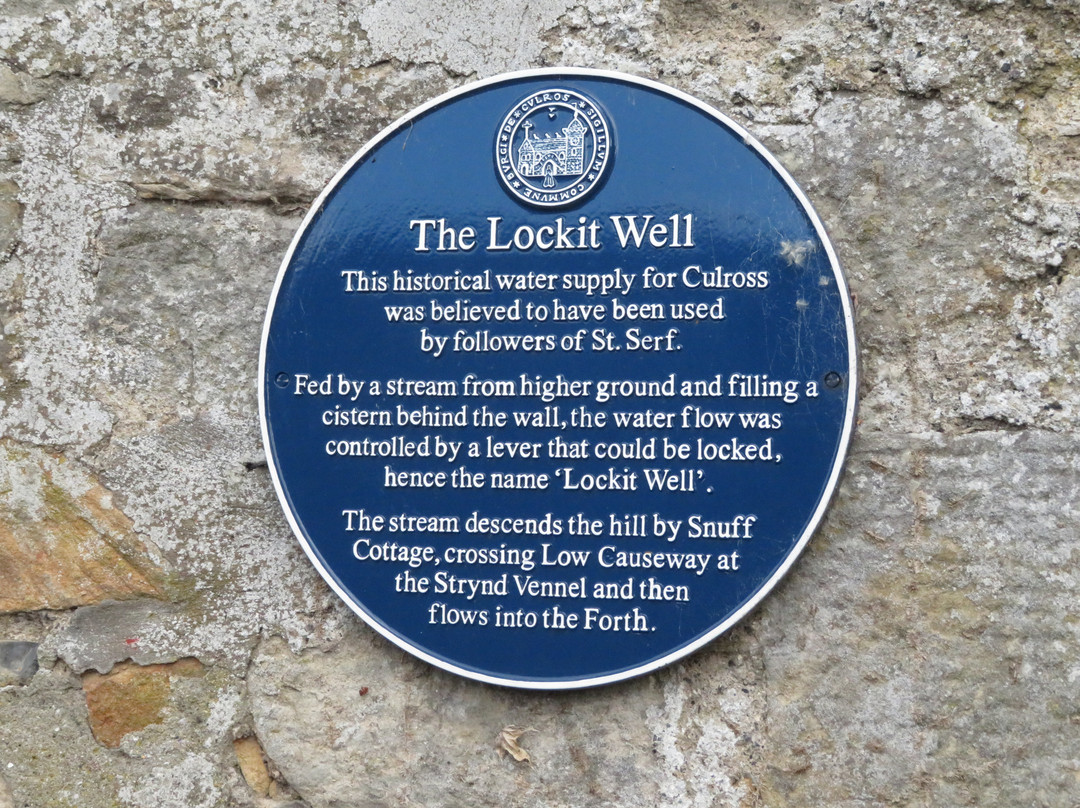 SIGILLVM COMMVNE BVRGI DE CVLROS
The Lockit Well
This historical water supply for Culross
was believed to have been used
by followers of St. Serf.
Fed by a stream from higher ground and filling a
cistern behind the wall, the water flow was
controlled by a lever that could be locked,
hence the name ‘Lockit Well’.
The stream descends the hill by Snuff
Cottage, crossing Low Causeway at
the Strynd Vennel and then
flows into the Forth.